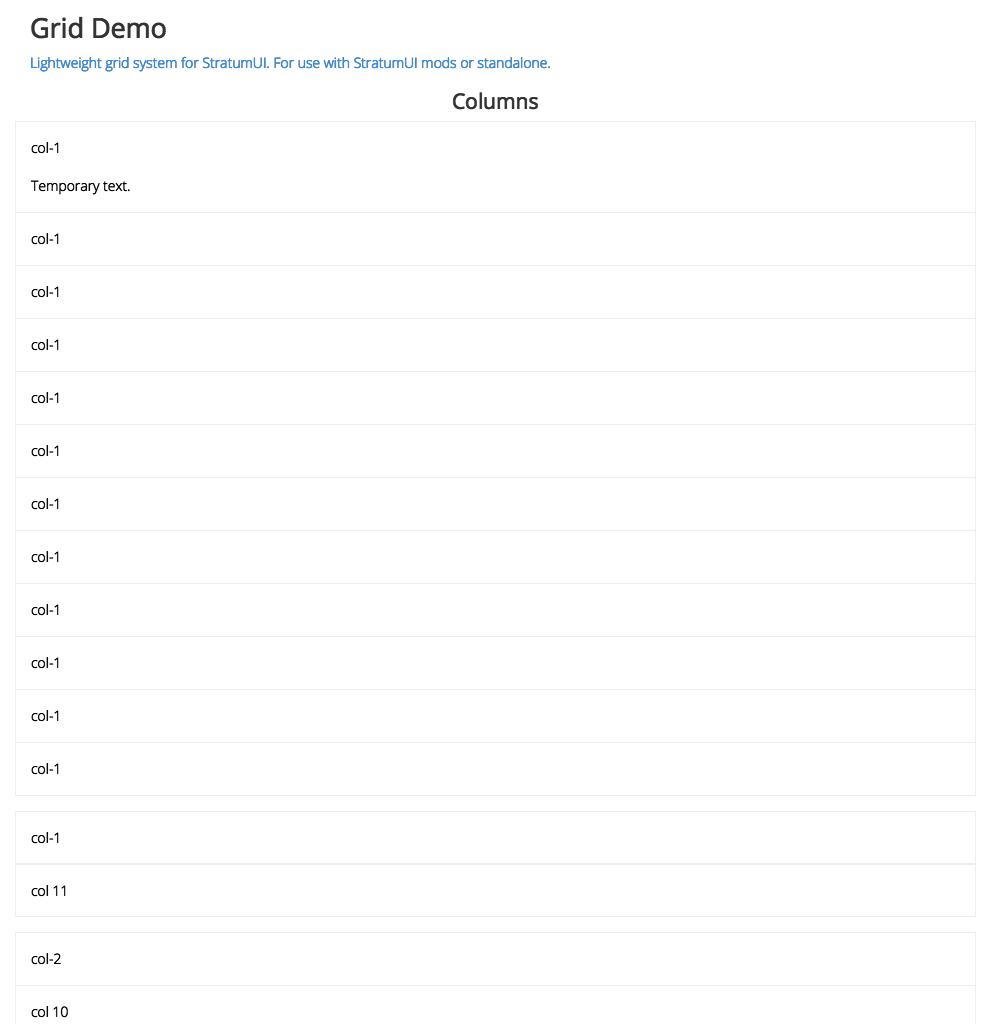 Grid Demo
Lightweight grid system for StratumUI. For use with StratumUI mods or standalone.
Columns
col-1
Temporary text.
col-1
col-1
col-1
col-1
col-1
col-1
col-1
col-1
col-1
col-1
col-1
col-1
col 11
col-2
col 10